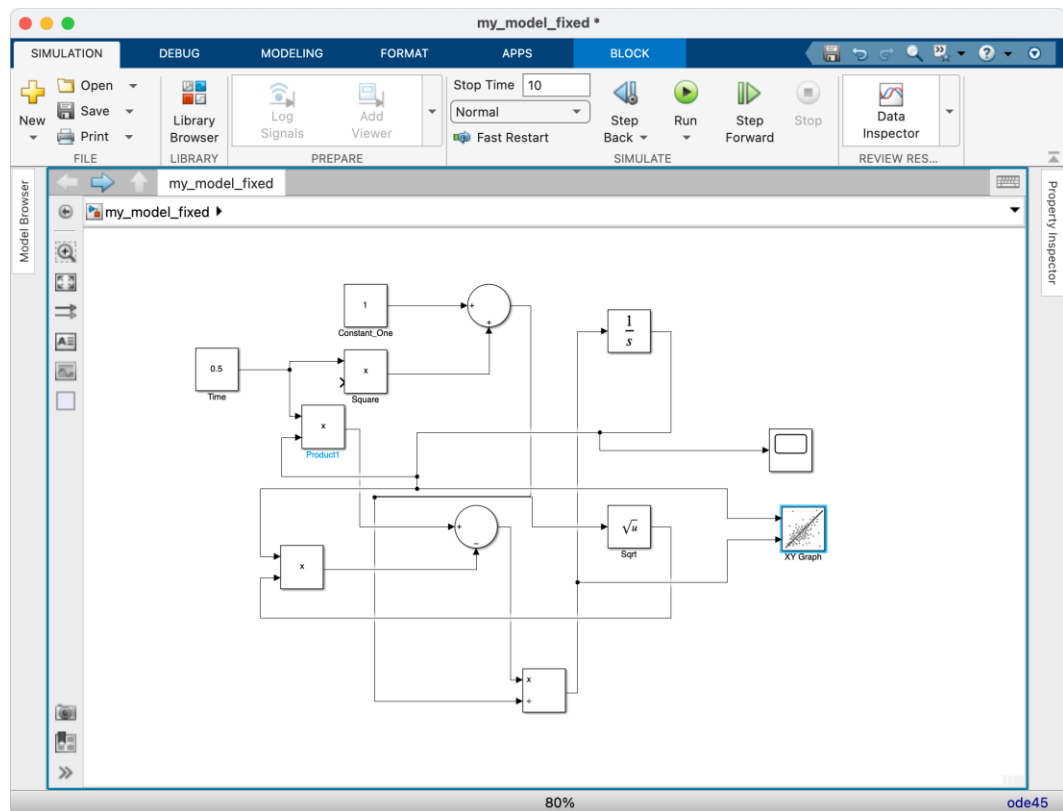 my_model_fixed *
SIMULATION DEBUG MODELING FORMAT APPS BLOCK
New
Open
Save
Print
FILE
Library
Browser
LIBRARY
Log
Signals
Add
Viewer
PREPARE
Stop Time 10
Normal
Fast Restart
Step
Back
Run
Step
Forward
Stop
SIMULATE
Data
Inspector
REVIEW RES...
Model Browser
my_model_fixed
my_model_fixed
Property Inspector
1
Constant_One
+
+
0.5
Time
x
Square
x
Product1
1
s
+
−
√u
Sqrt
XY Graph
x
x
÷
80%
ode45